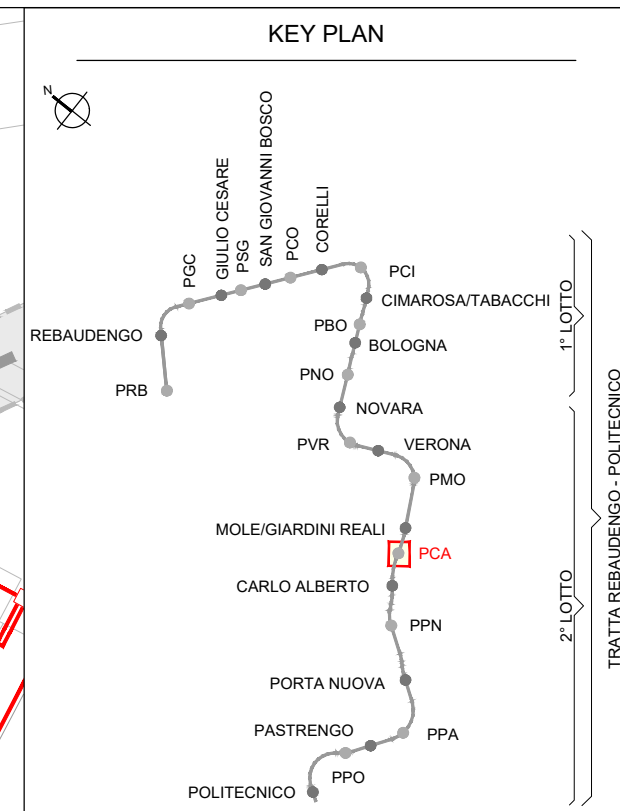 KEY PLAN
N
PGC
GIULIO CESARE
PSG
SAN GIOVANNI BOSCO
PCO
CORELLI
PCI
CIMAROSA/TABACCHI
REBAUDENGO
PBO
BOLOGNA
PRB
PNO
NOVARA
PVR
VERONA
PMO
MOLE/GIARDINI REALI
PCA
CARLO ALBERTO
PPN
PORTA NUOVA
PASTRENGO
PPA
PPO
POLITECNICO
1° LOTTO
2° LOTTO
TRATTA REBAUDENGO - POLITECNICO